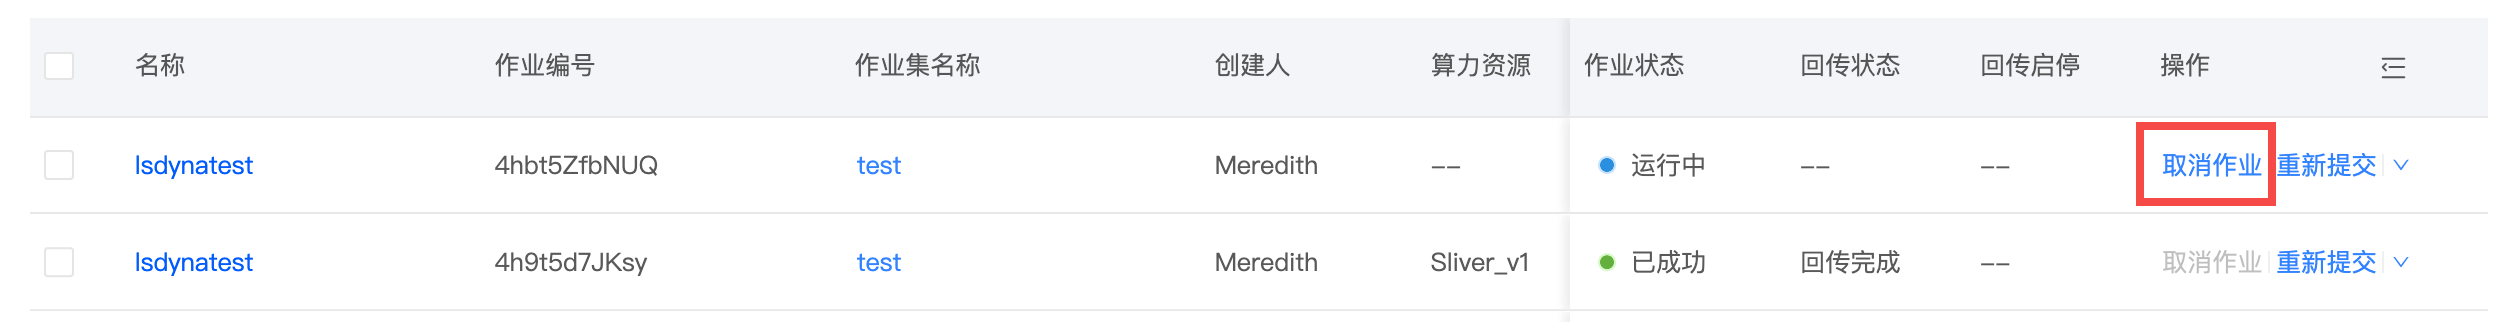 名称 作业编号 作业集名称 创建人 算力资源 作业状态 回传状态 回传启停 操作
lsdynatest 4hbt5ZfbNUQ test Meredith -- 运行中 -- -- 取消作业 重新提交
lsdynatest 4h9t5d7JKsy test Meredith Sliver_v1 已成功 回传完成 -- 取消作业 重新提交